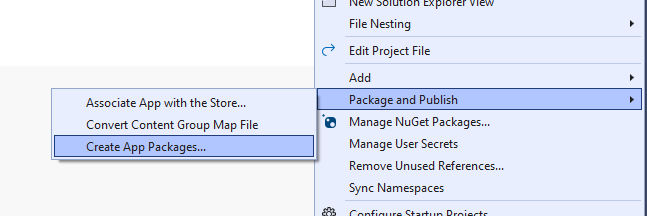 New Solution Explorer View
File Nesting
Edit Project File
Add
Package and Publish
Associate App with the Store...
Convert Content Group Map File
Create App Packages...
Manage NuGet Packages...
Manage User Secrets
Remove Unused References...
Sync Namespaces
Configure Startup Projects